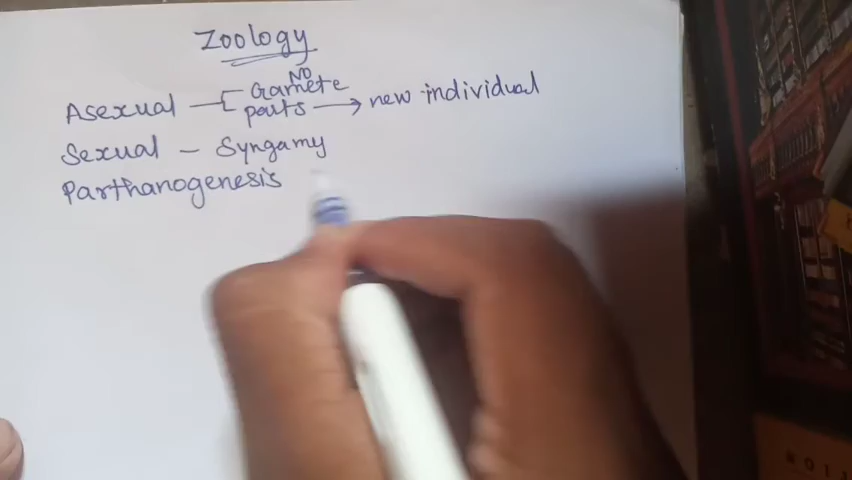 Zoology
NO
Asexual → Gamete
parts → new individual
Sexual - Syngamy
Parthanogenesis